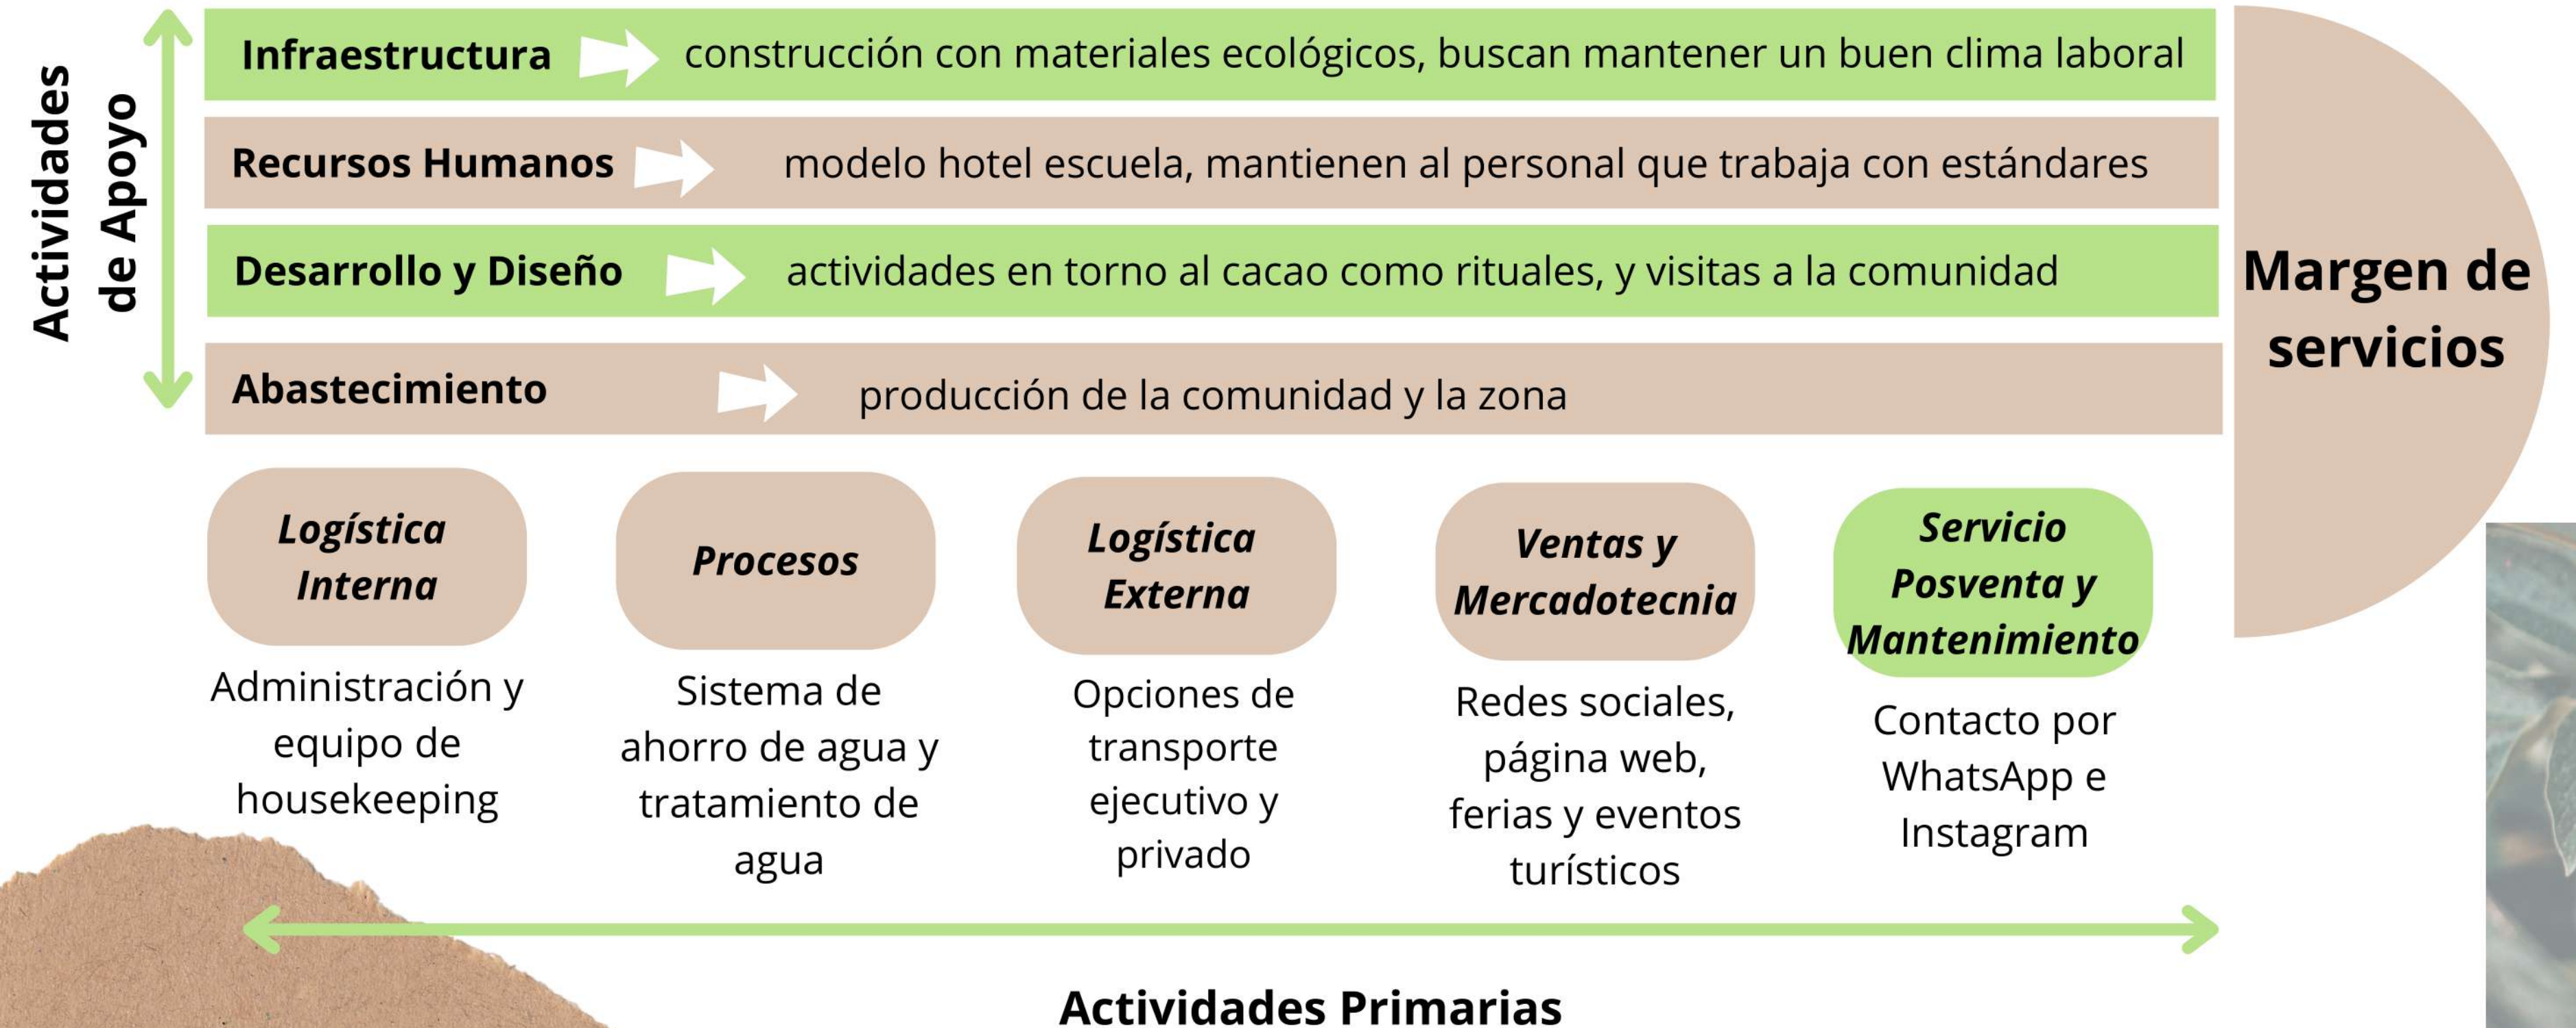 Actividades
de Apoyo
Infraestructura construcción con materiales ecológicos, buscan mantener un buen clima laboral
Recursos Humanos modelo hotel escuela, mantienen al personal que trabaja con estándares
Desarrollo y Diseño actividades en torno al cacao como rituales, y visitas a la comunidad
Abastecimiento producción de la comunidad y la zona
Margen de
servicios
Logística
Interna
Administración y
equipo de
housekeeping
Procesos
Sistema de
ahorro de agua y
tratamiento de
agua
Logística
Externa
Opciones de
transporte
ejecutivo y
privado
Ventas y
Mercadotecnia
Redes sociales,
página web,
ferias y eventos
turísticos
Servicio
Posventa y
Mantenimiento
Contacto por
WhatsApp e
Instagram
Actividades Primarias